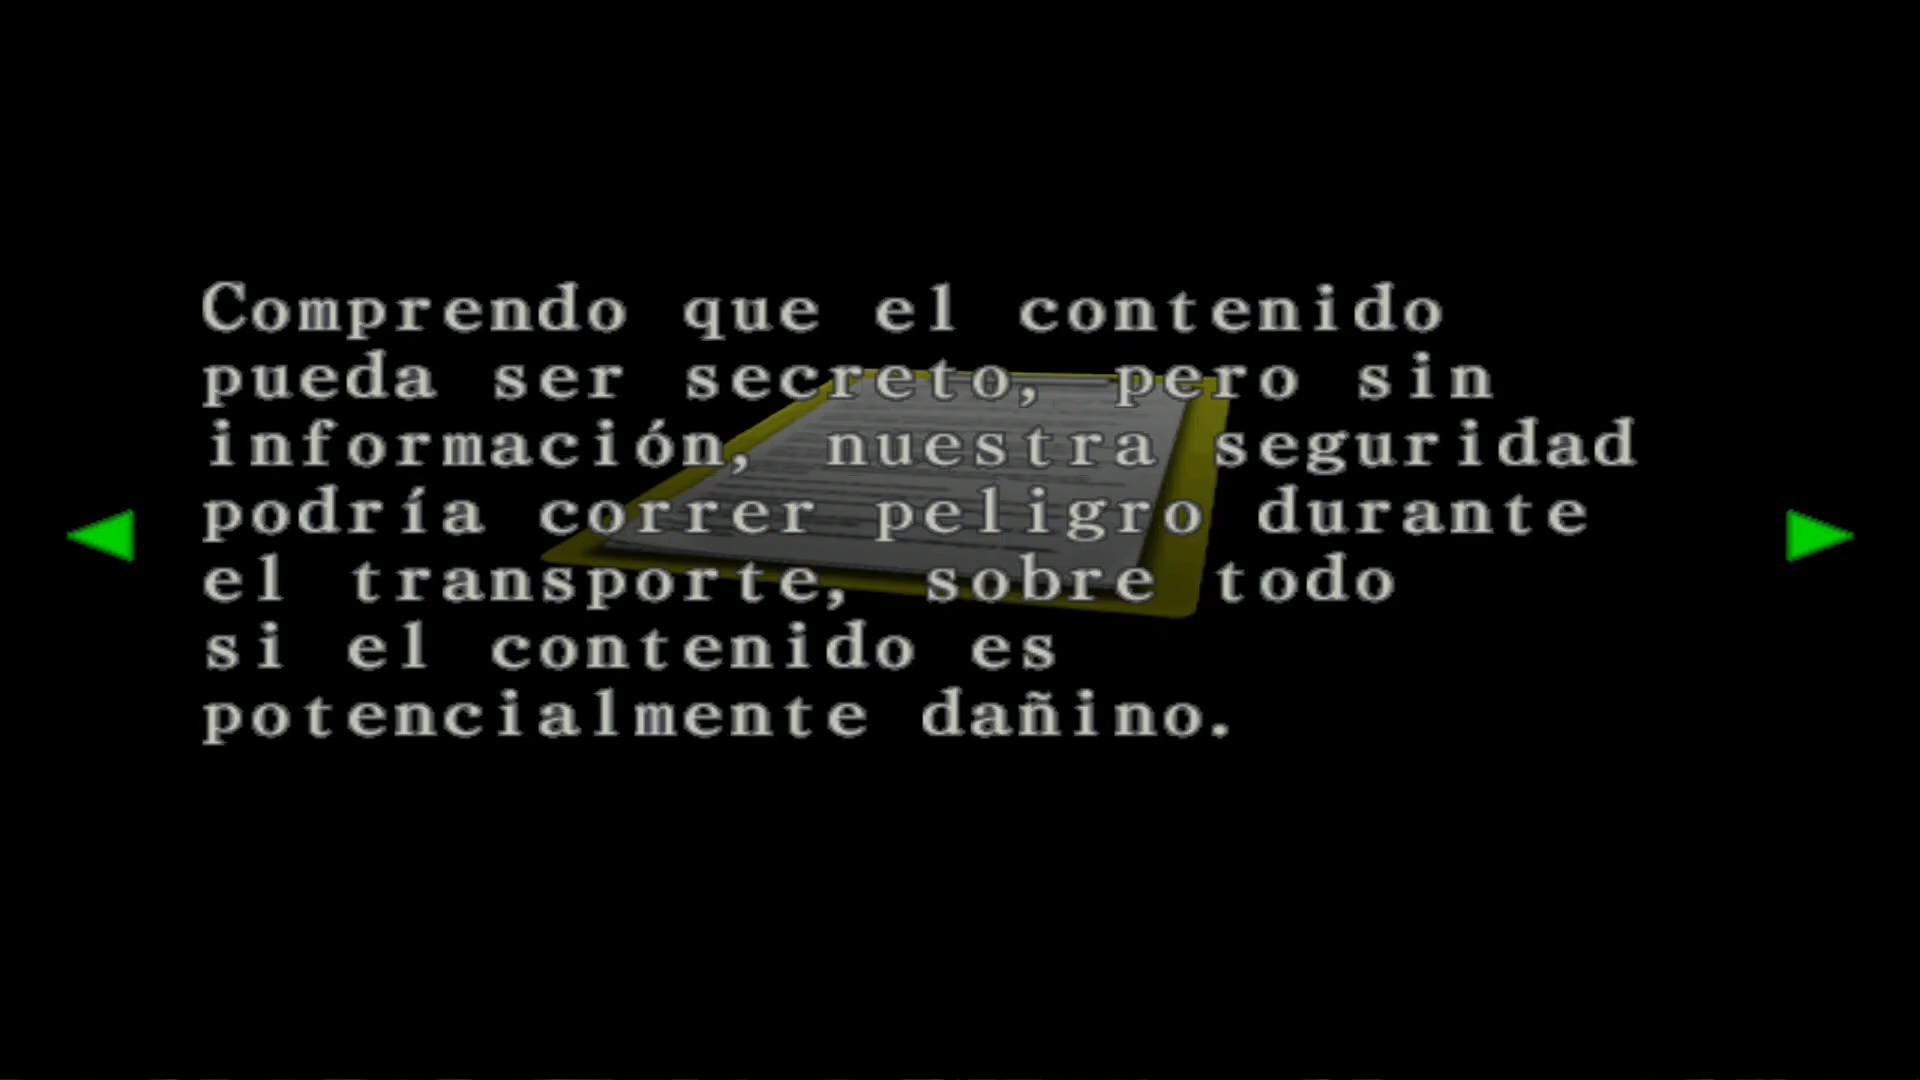 Comprendo que el contenido
pueda ser secreto, pero sin
información, nuestra seguridad
podría correr peligro durante
el transporte, sobre todo
si el contenido es
potencialmente dañino.